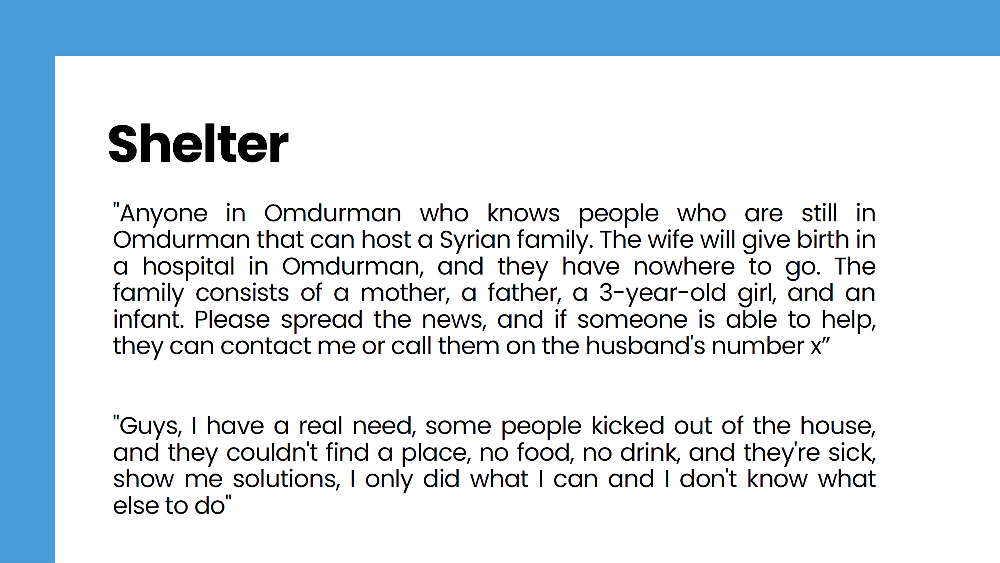 Shelter
"Anyone in Omdurman who knows people who are still in
Omdurman that can host a Syrian family. The wife will give birth in
a hospital in Omdurman, and they have nowhere to go. The
family consists of a mother, a father, a 3-year-old girl, and an
infant. Please spread the news, and if someone is able to help,
they can contact me or call them on the husband's number x”
"Guys, I have a real need, some people kicked out of the house,
and they couldn't find a place, no food, no drink, and they're sick,
show me solutions, I only did what I can and I don't know what
else to do"